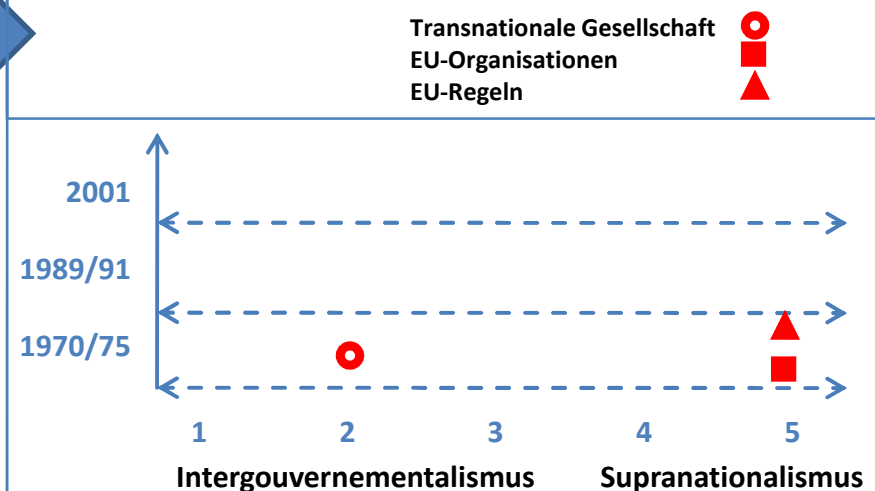 Transnationale Gesellschaft
EU-Organisationen
EU-Regeln
2001
1989/91
1970/75
1 2 3 4 5
Intergouvernementalismus Supranationalismus